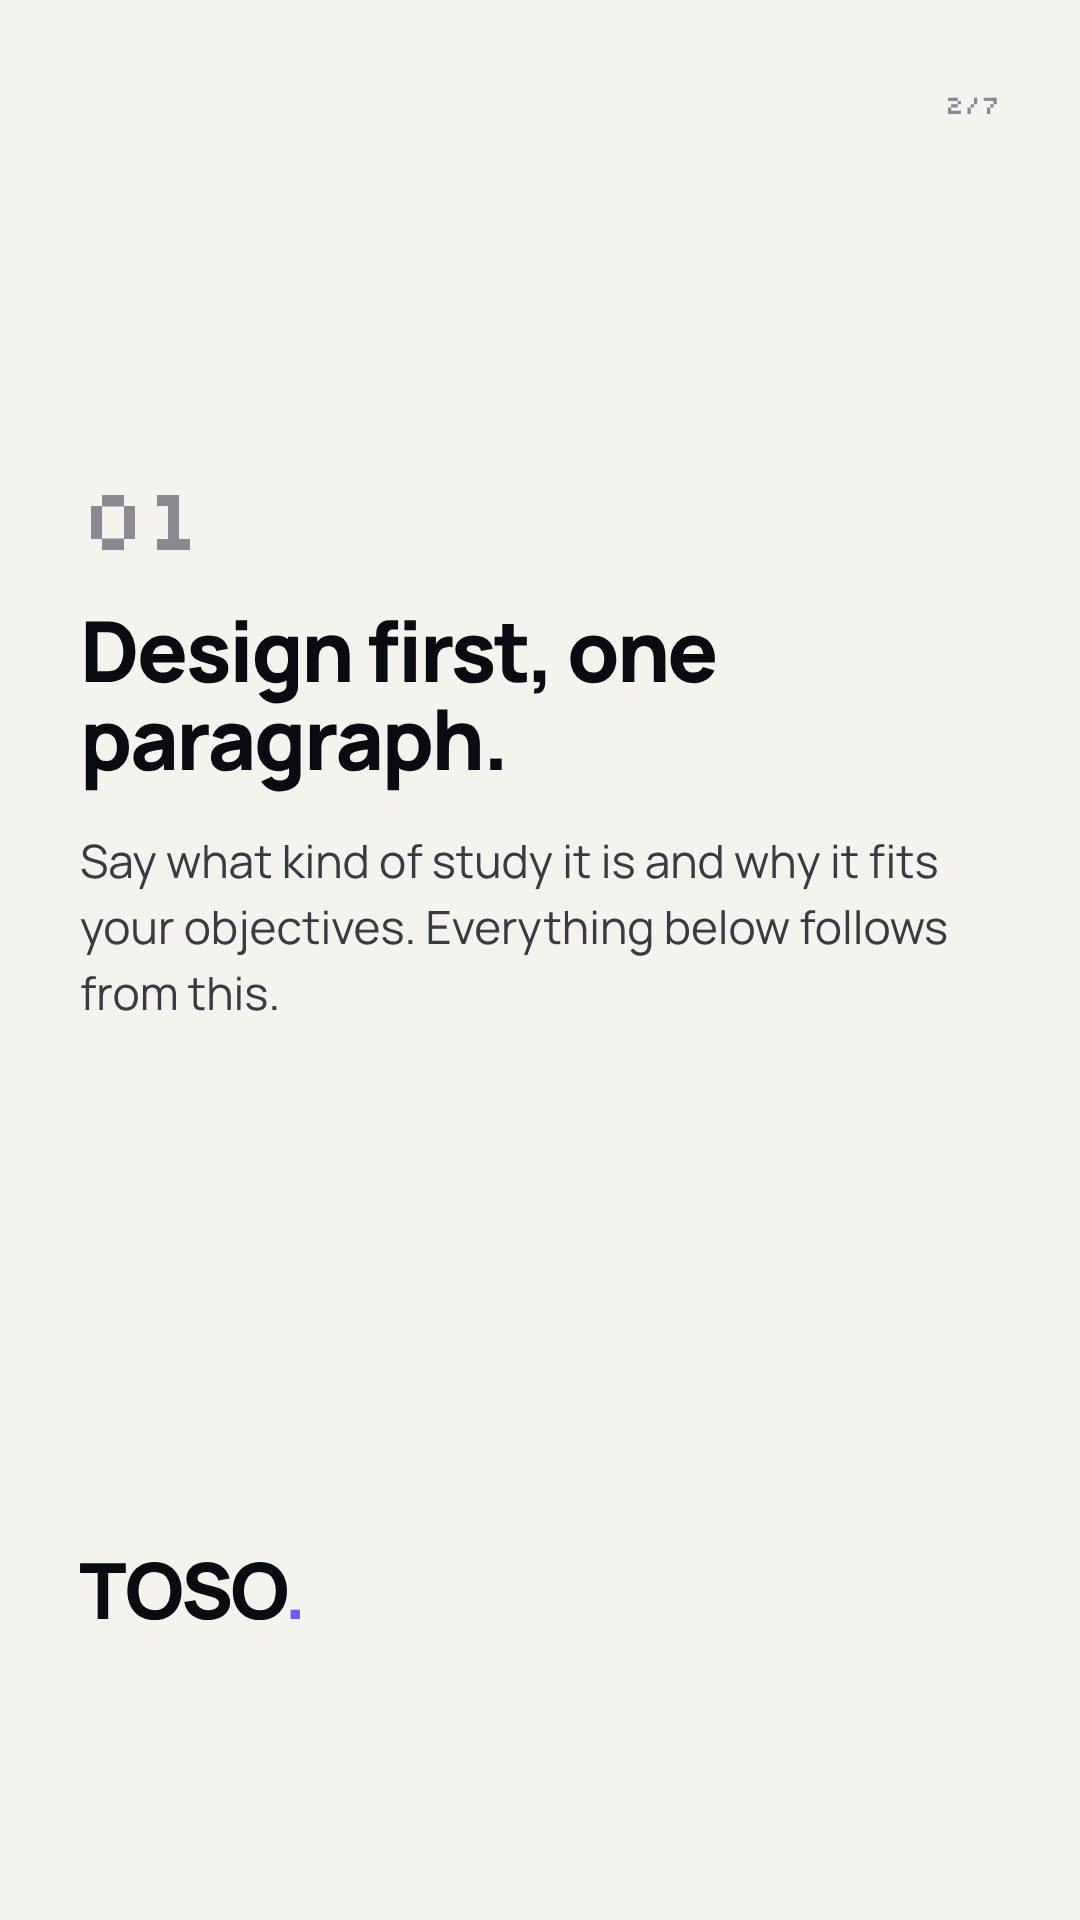 2/7
01
Design first, one
paragraph.
Say what kind of study it is and why it fits
your objectives. Everything below follows
from this.
TOSO.